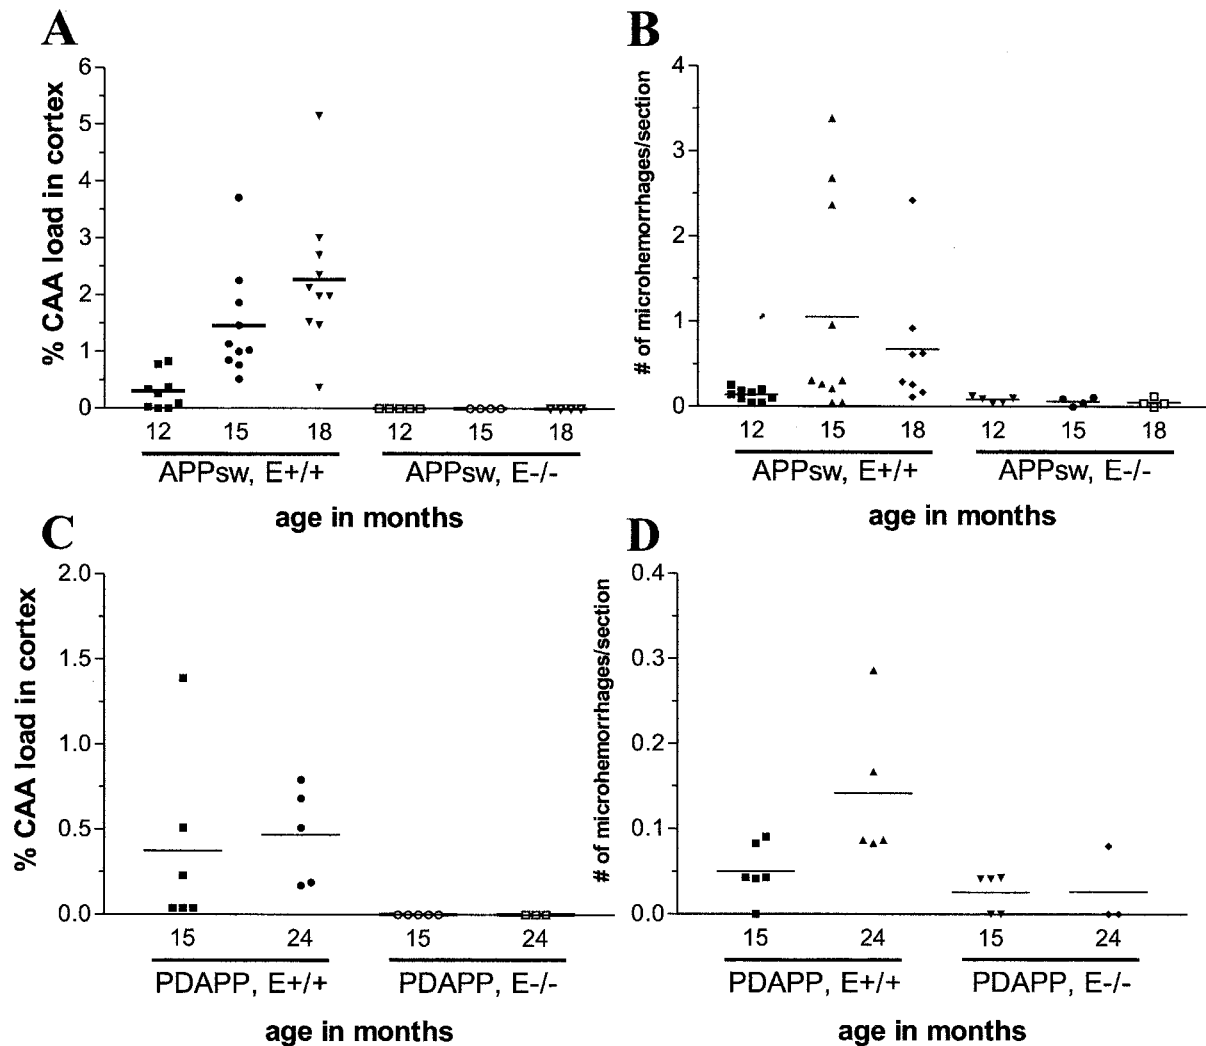 A
% CAA load in cortex
6
5
4
3
2
1
0
12 15 18 12 15 18
APPsw, E+/+ APPsw, E-/-
age in months
B
# of microhemorrhages/section
4
3
2
1
0
12 15 18 12 15 18
APPsw, E+/+ APPsw, E-/-
age in months
C
% CAA load in cortex
2.0
1.5
1.0
0.5
0.0
15 24 15 24
PDAPP, E+/+ PDAPP, E-/-
age in months
D
# of microhemorrhages/section
0.4
0.3
0.2
0.1
0.0
15 24 15 24
PDAPP, E+/+ PDAPP, E-/-
age in months